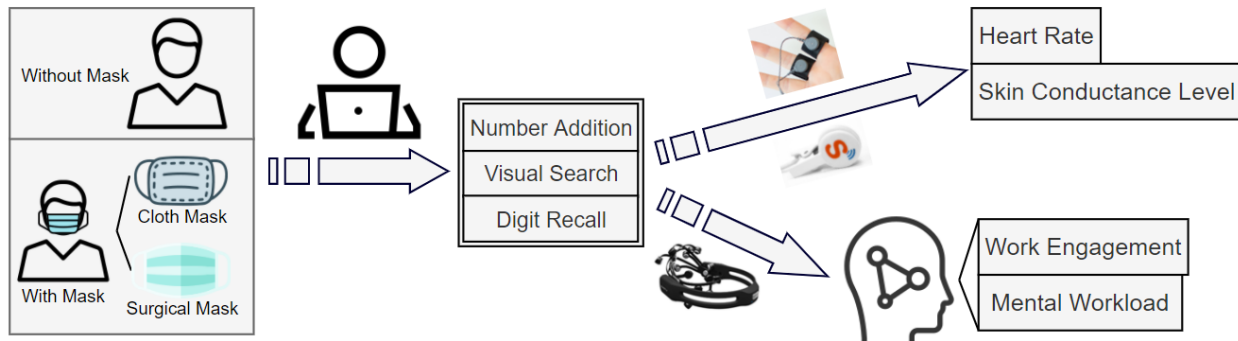 Without Mask
With Mask
Cloth Mask
Surgical Mask
Number Addition
Visual Search
Digit Recall
S
Heart Rate
Skin Conductance Level
Work Engagement
Mental Workload